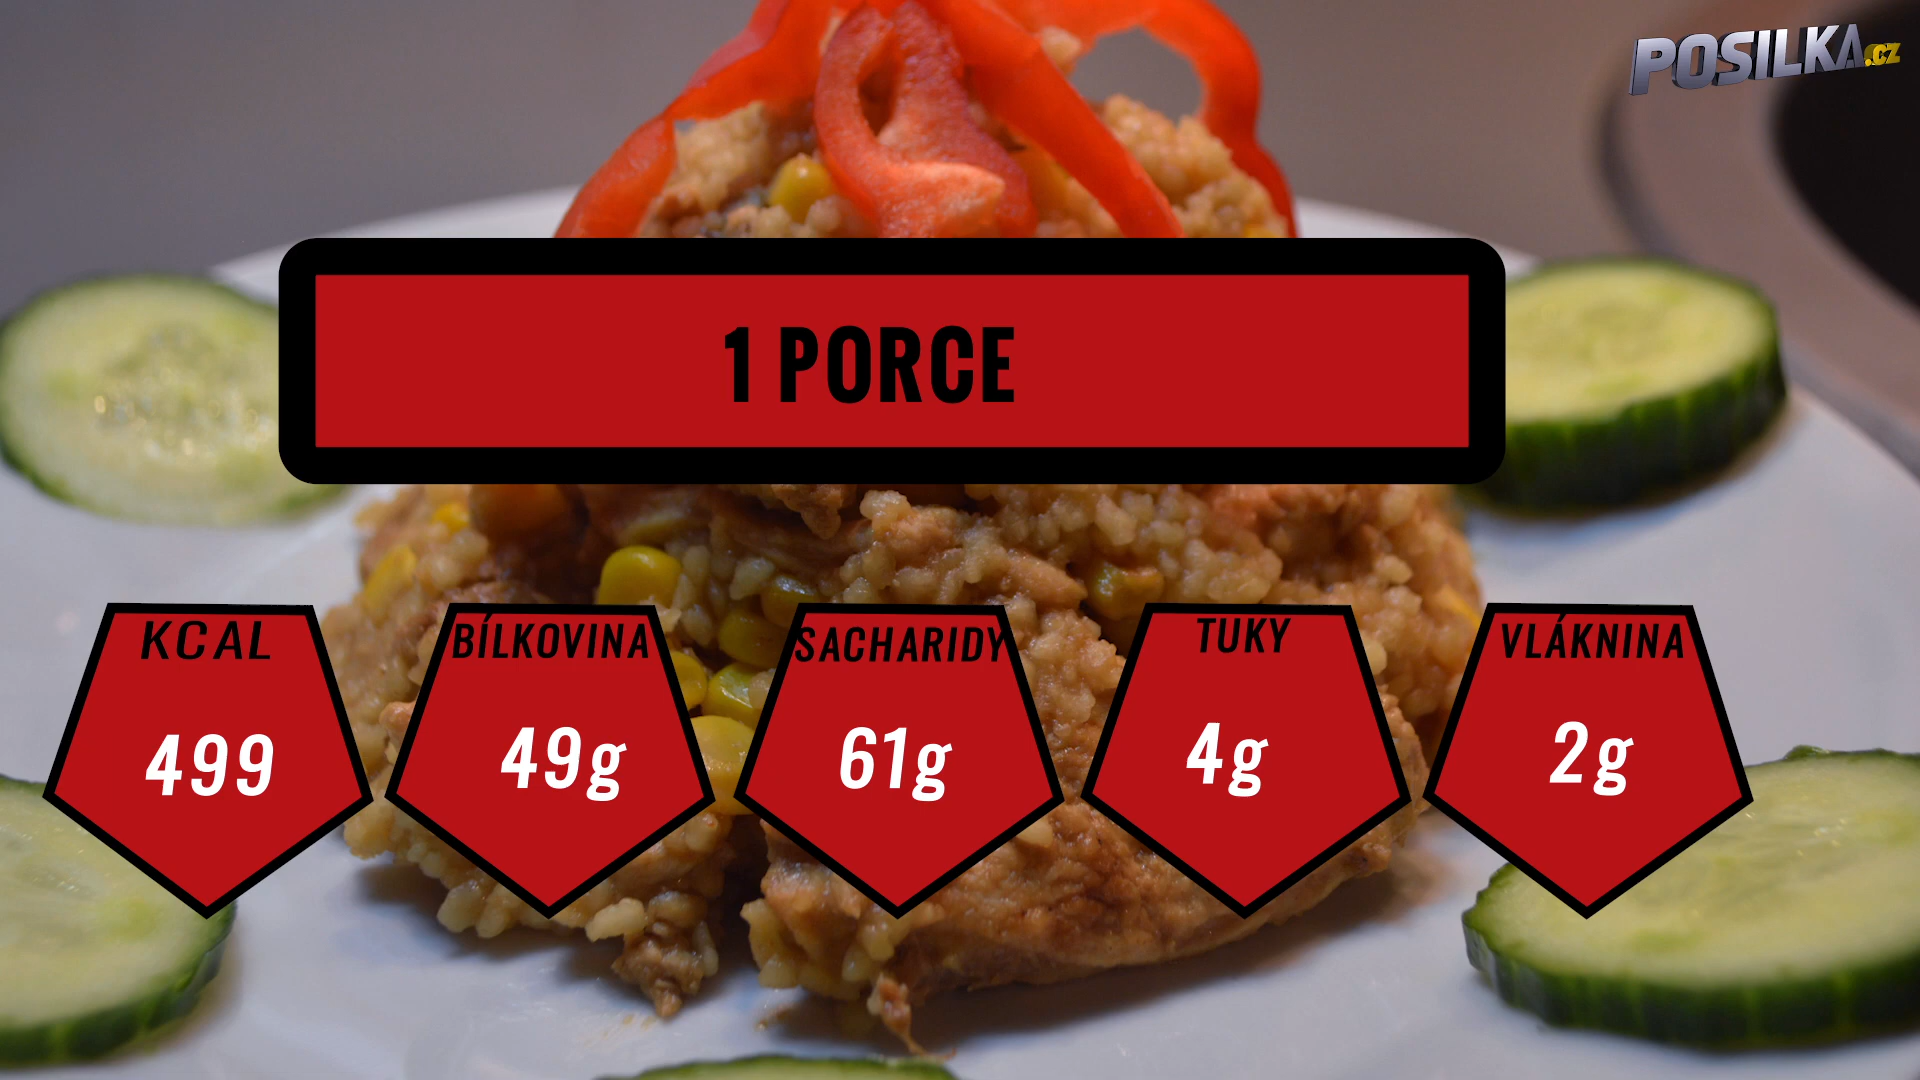 POSILKA.cz
1 PORCE
KCAL
499
BÍLKOVINA
49g
SACHARIDY
61g
TUKY
4g
VLÁKNINA
2g